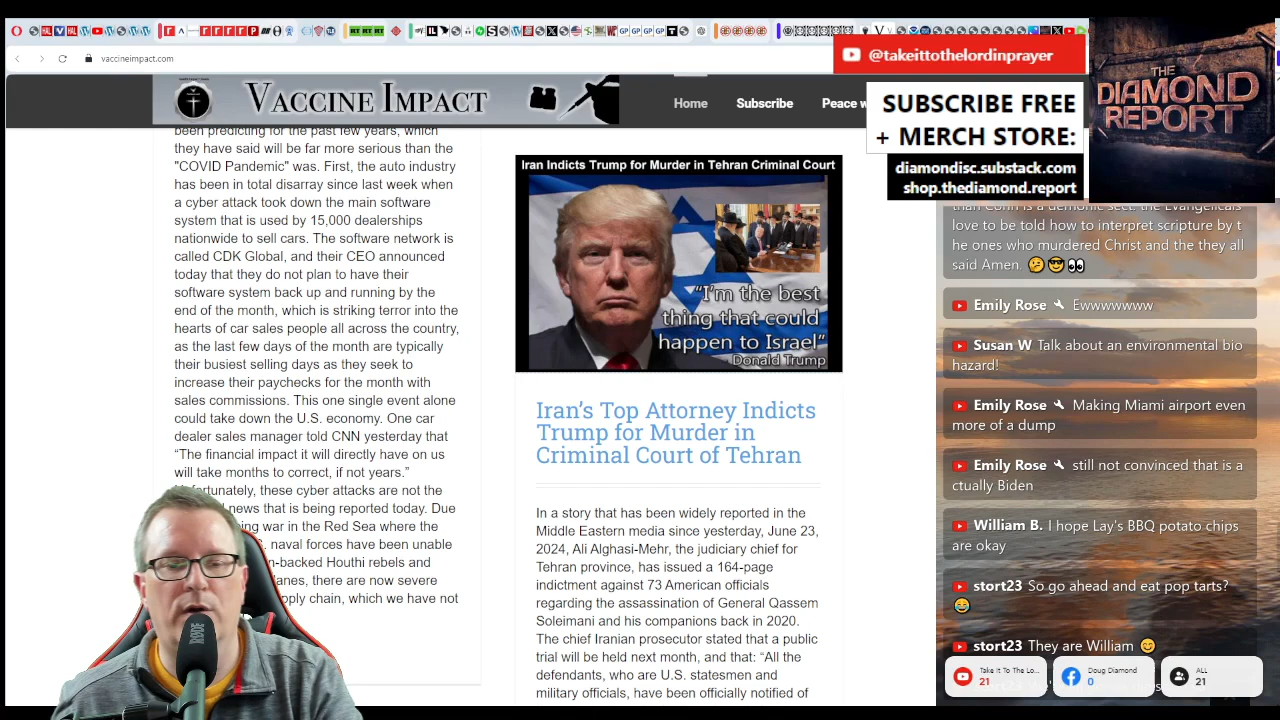 vaccineimpact.com
@takeittothelordinprayer
THE
DIAMOND
REPORT
VACCINE IMPACT
Home
Subscribe
Peace w
SUBSCRIBE FREE
+ MERCH STORE:
diamondisc.substack.com
shop.thediamond.report
been predicting for the past few years, which
they have said will be far more serious than the
"COVID Pandemic" was. First, the auto industry
has been in total disarray since last week when
a cyber attack took down the main software
system that is used by 15,000 dealerships
nationwide to sell cars. The software network is
called CDK Global, and their CEO announced
today that they do not plan to have their
software system back up and running by the
end of the month, which is striking terror into the
hearts of car sales people all across the country,
as the last few days of the month are typically
their busiest selling days as they seek to
increase their paychecks for the month with
sales commissions. This one single event alone
could take down the U.S. economy. One car
dealer sales manager told CNN yesterday that
“The financial impact it will directly have on us
will take months to correct, if not years.”
fortunately, these cyber attacks are not the
news that is being reported today. Due
ing war in the Red Sea where the
naval forces have been unable
n-backed Houthi rebels and
lanes, there are now severe
pply chain, which we have not
Iran Indicts Trump for Murder in Tehran Criminal Court
“I’m the best
thing that could
happen to Israel”
- Donald Trump
Iran’s Top Attorney Indicts
Trump for Murder in
Criminal Court of Tehran
In a story that has been widely reported in the
Middle Eastern media since yesterday, June 23,
2024, Ali Alghasi-Mehr, the judiciary chief for
Tehran province, has issued a 164-page
indictment against 73 American officials
regarding the assassination of General Qassem
Soleimani and his companions back in 2020.
The chief Iranian prosecutor stated that a public
trial will be held next month, and that: “All the
defendants, who are U.S. statesmen and
military officials, have been officially notified of
than Conn is a demonic sect. the Evangelicals
love to be told how to interpret scripture by t
he ones who murdered Christ and the they all
said Amen. 🤔😎👀
Emily Rose Ewwwwwww
Susan W Talk about an environmental bio
hazard!
Emily Rose Making Miami airport even
more of a dump
Emily Rose still not convinced that is a
ctually Biden
William B. I hope Lay's BBQ potato chips
are okay
stort23 So go ahead and eat pop tarts?
😂
stort23 They are William 😊
Take It To The Lo...
21
Doug Diamond
0
ALL
21